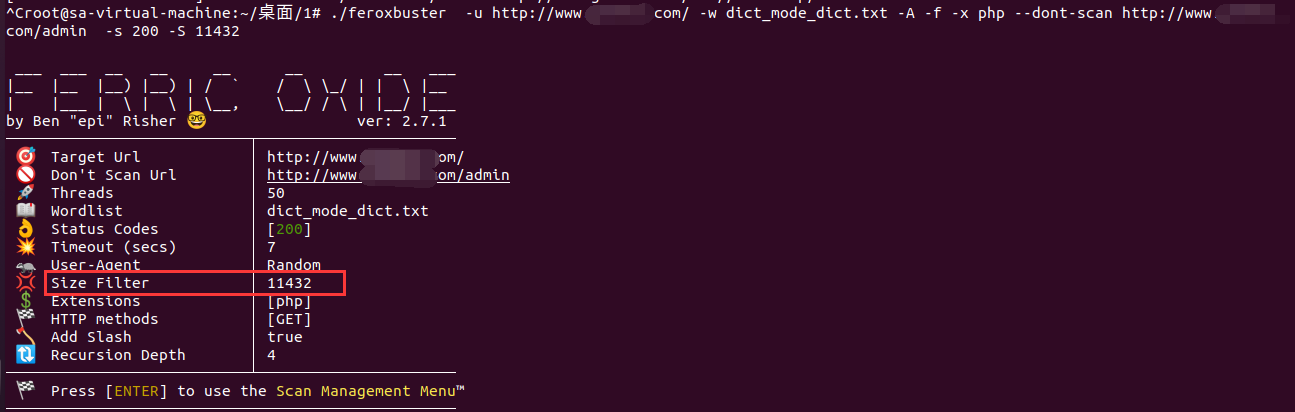 ^Croot@sa-virtual-machine:~/桌面/1# ./feroxbuster -u http://www. com/ -w dict_mode_dict.txt -A -f -x php --dont-scan http://www.
com/admin -s 200 -S 11432
FERRIC OXIDE
by Ben "epi" Risher 🤓 ver: 2.7.1
🎯 Target Url http://www. om/
🚫 Don't Scan Url http://www. om/admin
🚀 Threads 50
📖 Wordlist dict_mode_dict.txt
👌 Status Codes [200]
💥 Timeout (secs) 7
🦡 User-Agent Random
💢 Size Filter 11432
💲 Extensions [php]
🏁 HTTP methods [GET]
🪓 Add Slash true
🔃 Recursion Depth 4
🏁 Press [ENTER] to use the Scan Management Menu™